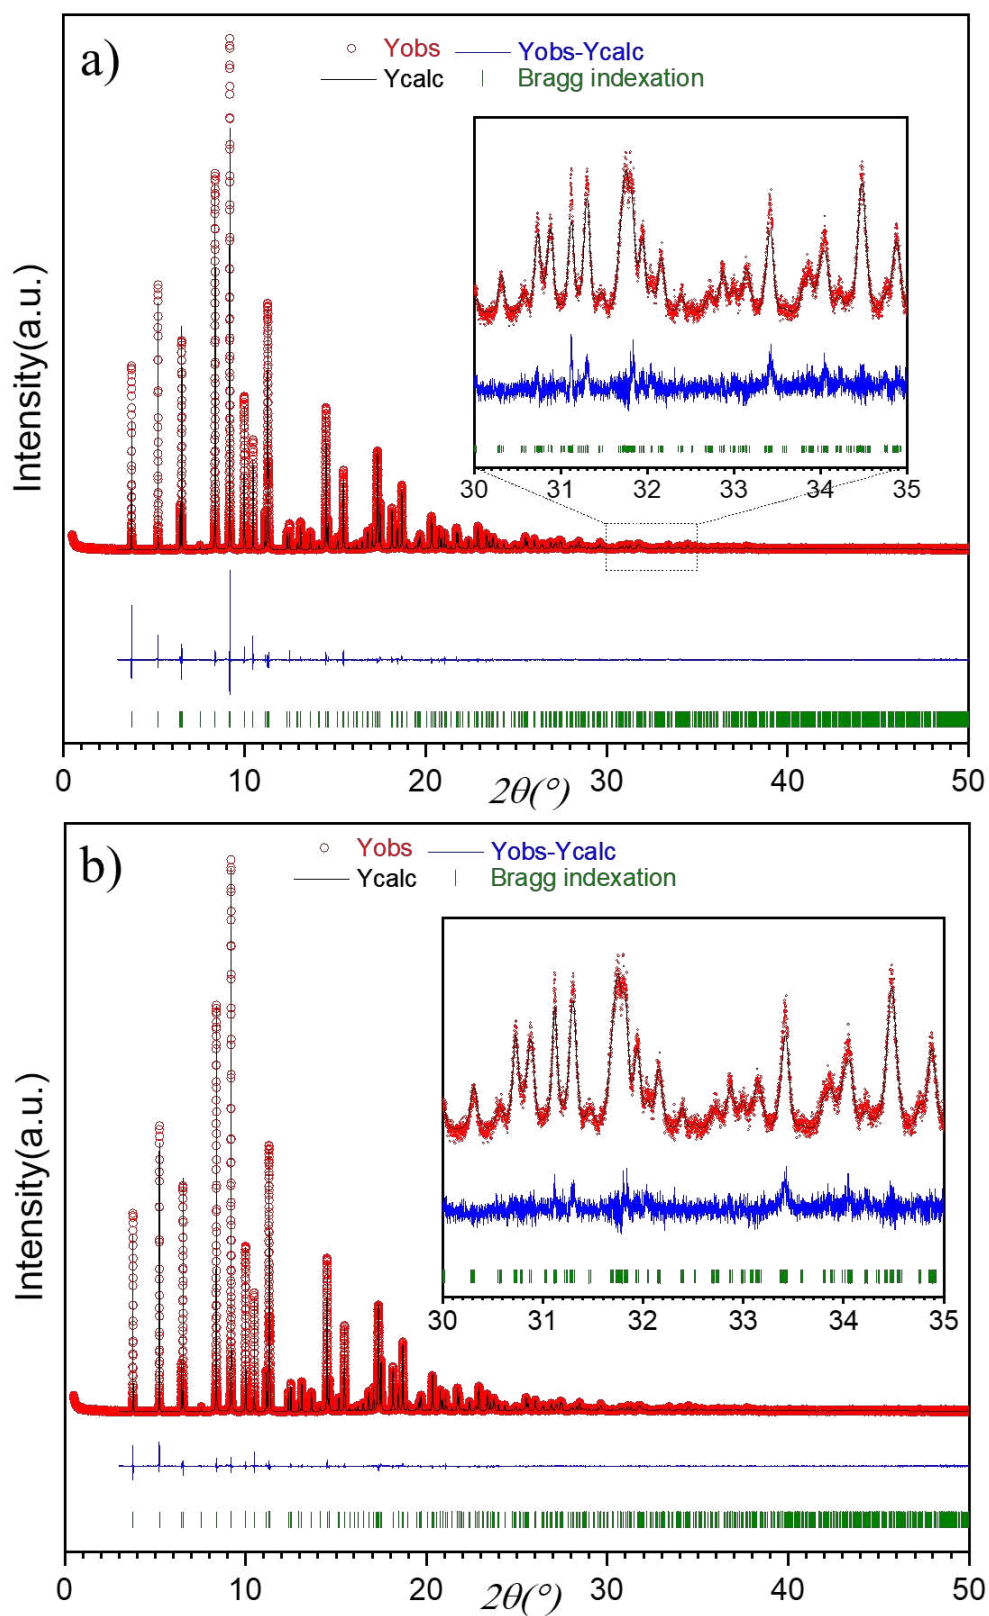 a)
Yobs
Yobs-Ycalc
Ycalc
Bragg indexation
Intensity(a.u.)
30 31 32 33 34 35
0 10 20 30 40 50
2θ(°)
b)
Yobs
Yobs-Ycalc
Ycalc
Bragg indexation
Intensity(a.u.)
30 31 32 33 34 35
0 10 20 30 40 50
2θ(°)